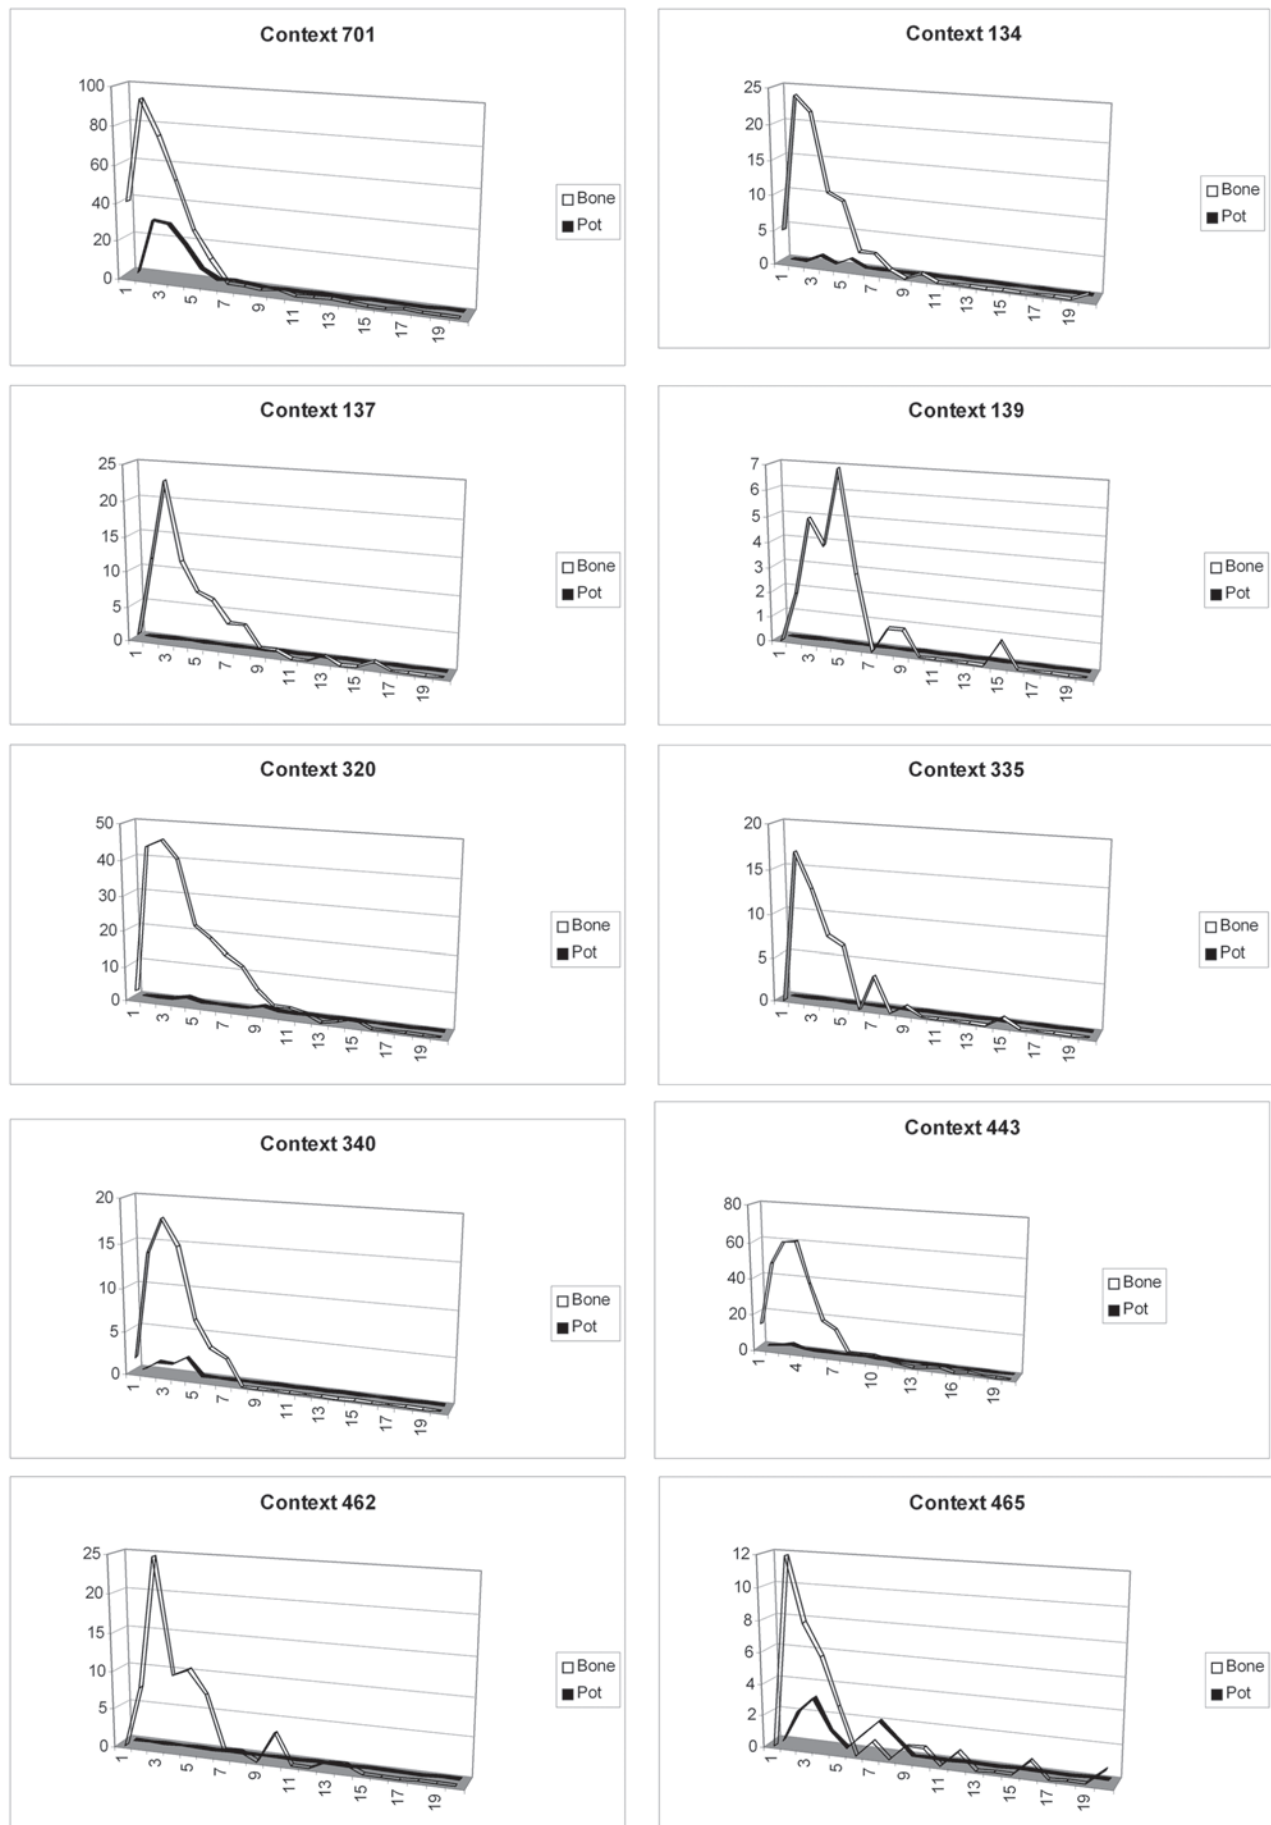 Context 701
100
80
60
40
20
0
1 3 5 7 9 11 13 15 17 19
Bone
Pot
Context 134
25
20
15
10
5
0
1 3 5 7 9 11 13 15 17 19
Bone
Pot
Context 137
25
20
15
10
5
0
1 3 5 7 9 11 13 15 17 19
Bone
Pot
Context 139
7
6
5
4
3
2
1
0
1 3 5 7 9 11 13 15 17 19
Bone
Pot
Context 320
50
40
30
20
10
0
1 3 5 7 9 11 13 15 17 19
Bone
Pot
Context 335
20
15
10
5
0
1 3 5 7 9 11 13 15 17 19
Bone
Pot
Context 340
20
15
10
5
0
1 3 5 7 9 11 13 15 17 19
Bone
Pot
Context 443
80
60
40
20
0
1 4 7 10 13 16 19
Bone
Pot
Context 462
25
20
15
10
5
0
1 3 5 7 9 11 13 15 17 19
Bone
Pot
Context 465
12
10
8
6
4
2
0
1 3 5 7 9 11 13 15 17 19
Bone
Pot